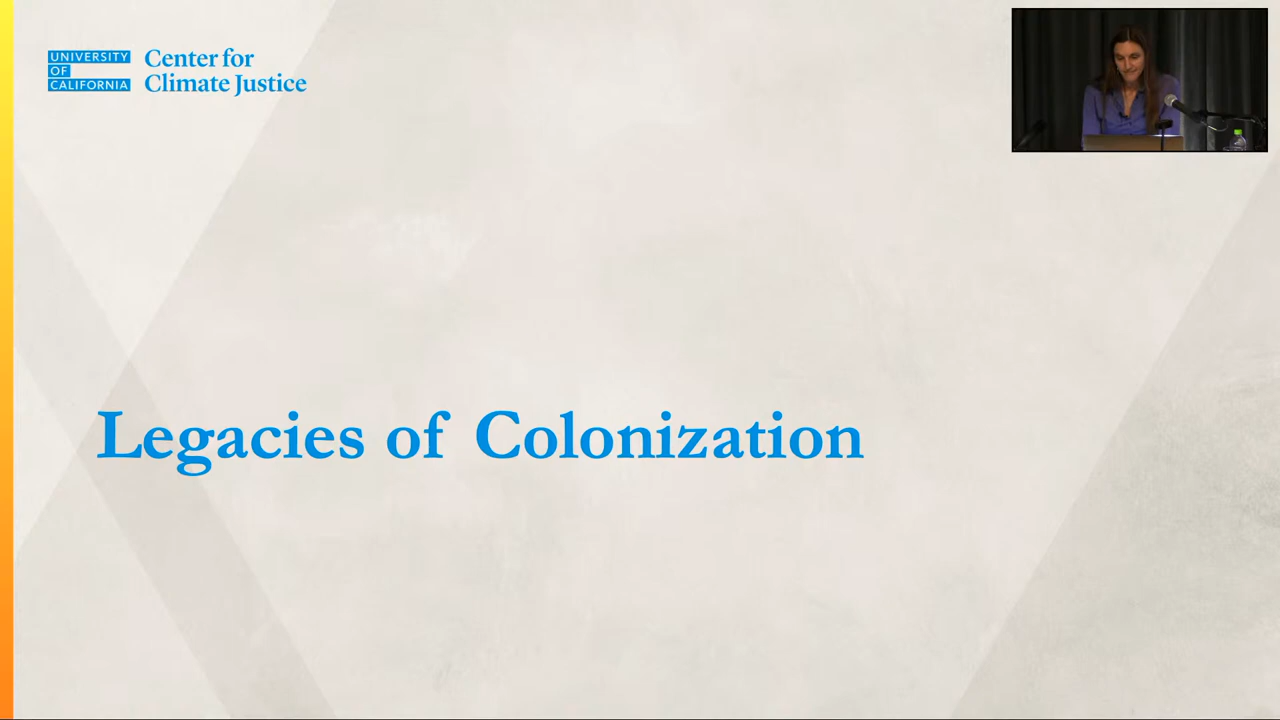 UNIVERSITY
OF
CALIFORNIA
Center for
Climate Justice
Legacies of Colonization